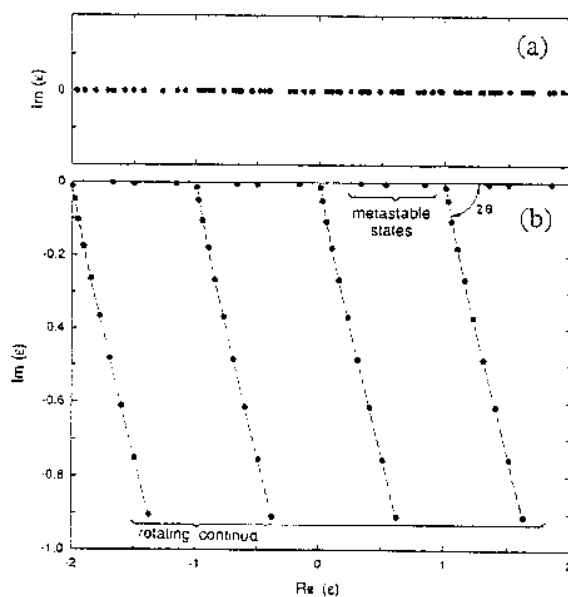 (a)
Im (ε)
0
0
-0.2
-0.4
-0.6
-0.8
-1.0
Im (ε)
metastable
states
2θ
(b)
rotating continua
-2
-1
0
1
2
Re (ε)